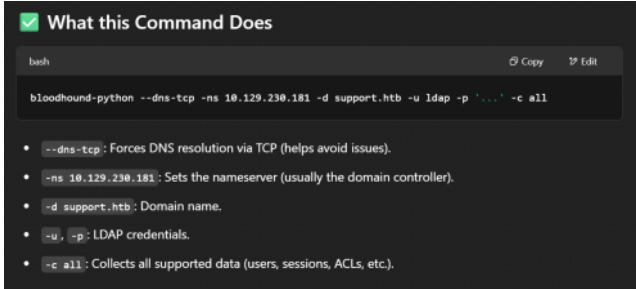 ✅ What this Command Does
bash Copy Edit
bloodhound-python --dns-tcp -ns 10.129.230.181 -d support.htb -u ldap -p '...' -c all
• --dns-tcp: Forces DNS resolution via TCP (helps avoid issues).
• -ns 10.129.230.181: Sets the nameserver (usually the domain controller).
• -d support.htb: Domain name.
• -u, -p: LDAP credentials.
• -c all: Collects all supported data (users, sessions, ACLs, etc.).